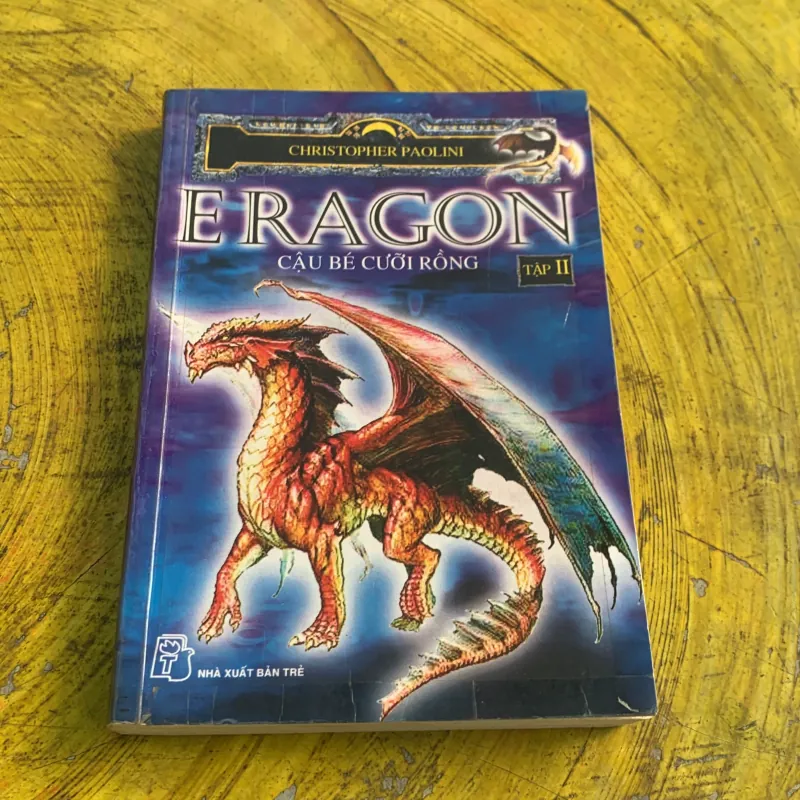 CHRISTOPHER PAOLINI
ERAGON
CẬU BÉ CƯỠI RỒNG
TẬP II
T
NHÀ XUẤT BẢN TRẺ